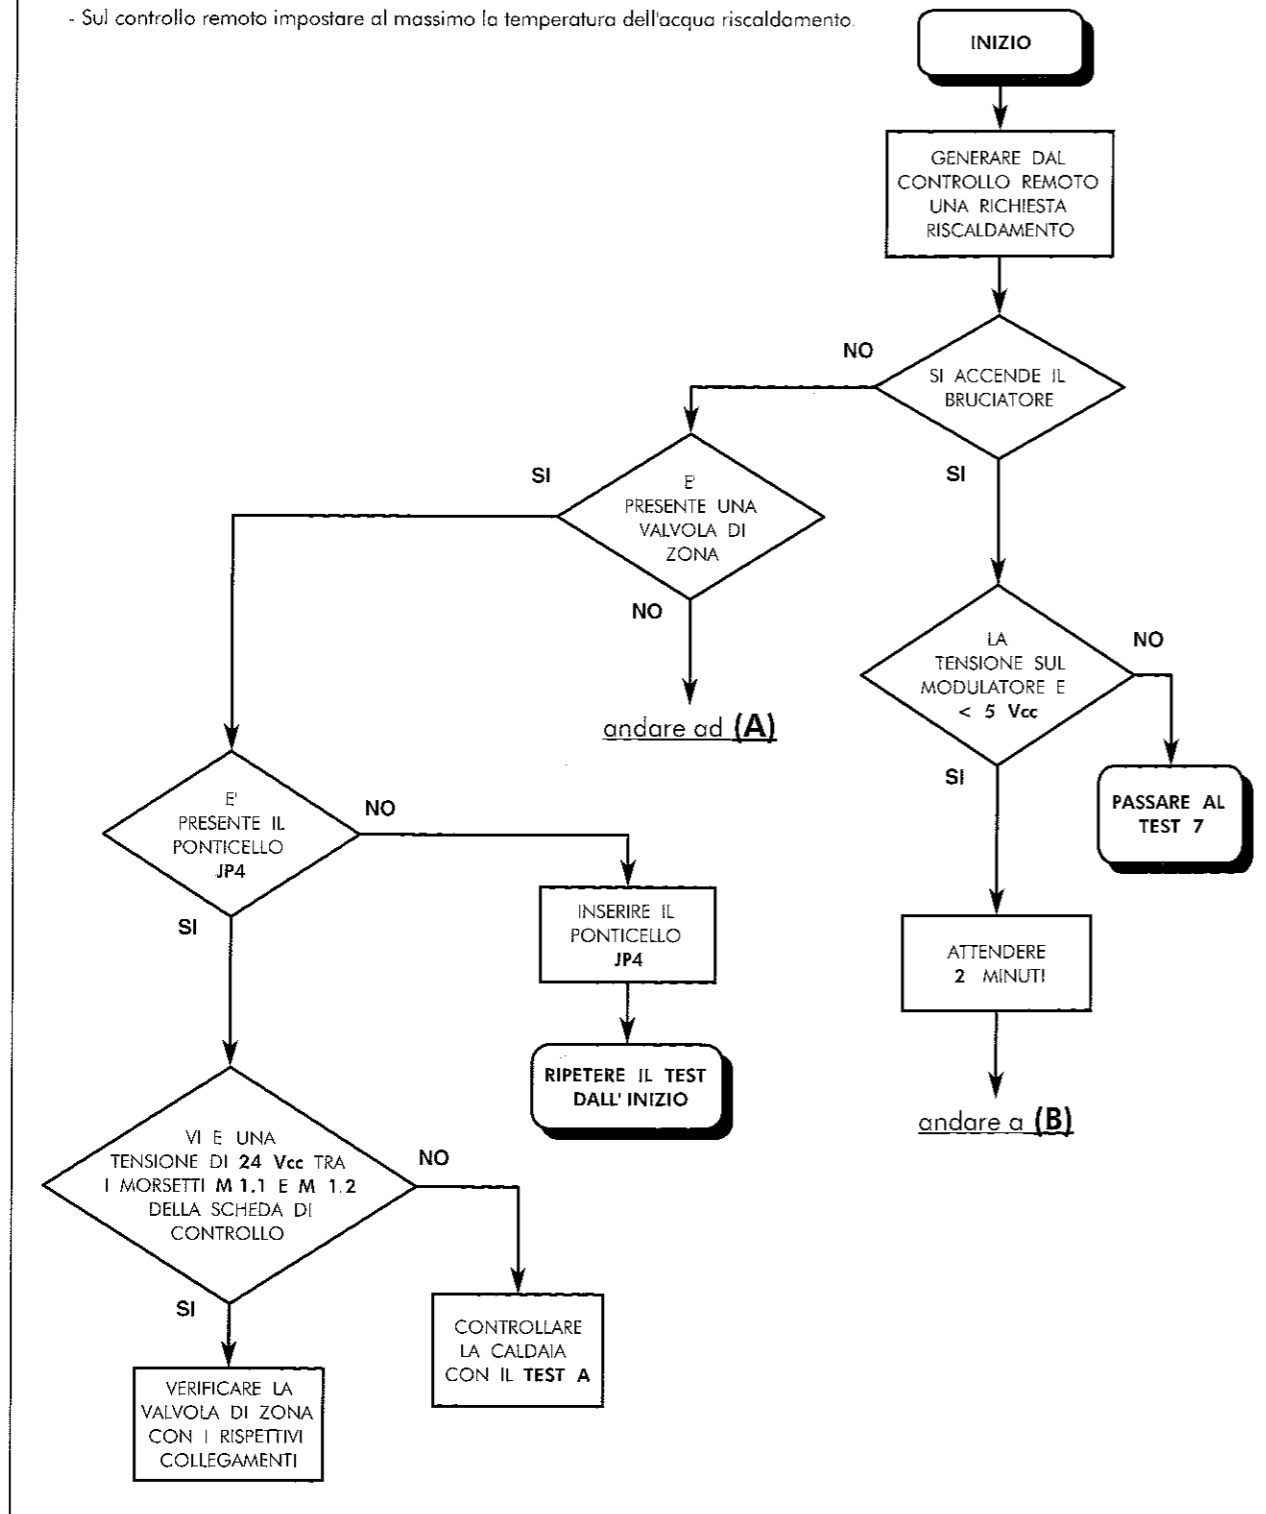 - Sul controllo remoto impostare al massimo la temperatura dell'acqua riscaldamento.
INIZIO
GENERARE DAL
CONTROLLO REMOTO
UNA RICHIESTA
RISCALDAMENTO
NO
SI ACCENDE IL
BRUCIATORE
SI
SI
E'
PRESENTE UNA
VALVOLA DI
ZONA
NO
andare ad (A)
LA
TENSIONE SUL
MODULATORE E
< 5 Vcc
NO
SI
PASSARE AL
TEST 7
ATTENDERE
2 MINUTI
andare a (B)
E'
PRESENTE IL
PONTICELLO
JP4
NO
SI
INSERIRE IL
PONTICELLO
JP4
RIPETERE IL TEST
DALL'INIZIO
VI E UNA
TENSIONE DI 24 Vcc TRA
I MORSETTI M 1.1 E M 1.2
DELLA SCHEDA DI
CONTROLLO
NO
SI
CONTROLLARE
LA CALDAIA
CON IL TEST A
VERIFICARE LA
VALVOLA DI ZONA
CON I RISPETTIVI
COLLEGAMENTI